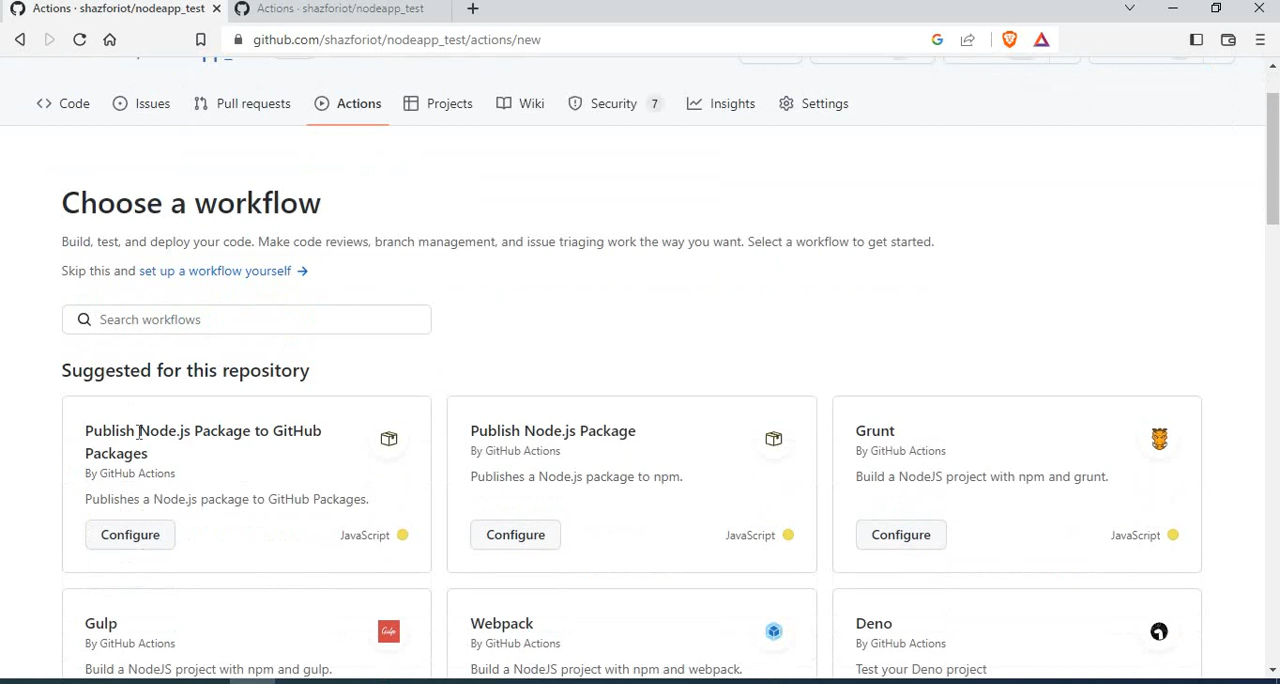 Actions · shazforiot/nodeapp_test
Actions · shazforiot/nodeapp_test
github.com/shazforiot/nodeapp_test/actions/new
Code
Issues
Pull requests
Actions
Projects
Wiki
Security 7
Insights
Settings
Choose a workflow
Build, test, and deploy your code. Make code reviews, branch management, and issue triaging work the way you want. Select a workflow to get started.
Skip this and set up a workflow yourself →
Search workflows
Suggested for this repository
Publish Node.js Package to GitHub
Packages
By GitHub Actions
Publishes a Node.js package to GitHub Packages.
Configure
JavaScript
Publish Node.js Package
By GitHub Actions
Publishes a Node.js package to npm.
Configure
JavaScript
Grunt
By GitHub Actions
Build a NodeJS project with npm and grunt.
Configure
JavaScript
Gulp
By GitHub Actions
Build a NodeJS project with npm and gulp.
Gulp
Webpack
By GitHub Actions
Build a NodeJS project with npm and webpack.
Deno
By GitHub Actions
Test your Deno project